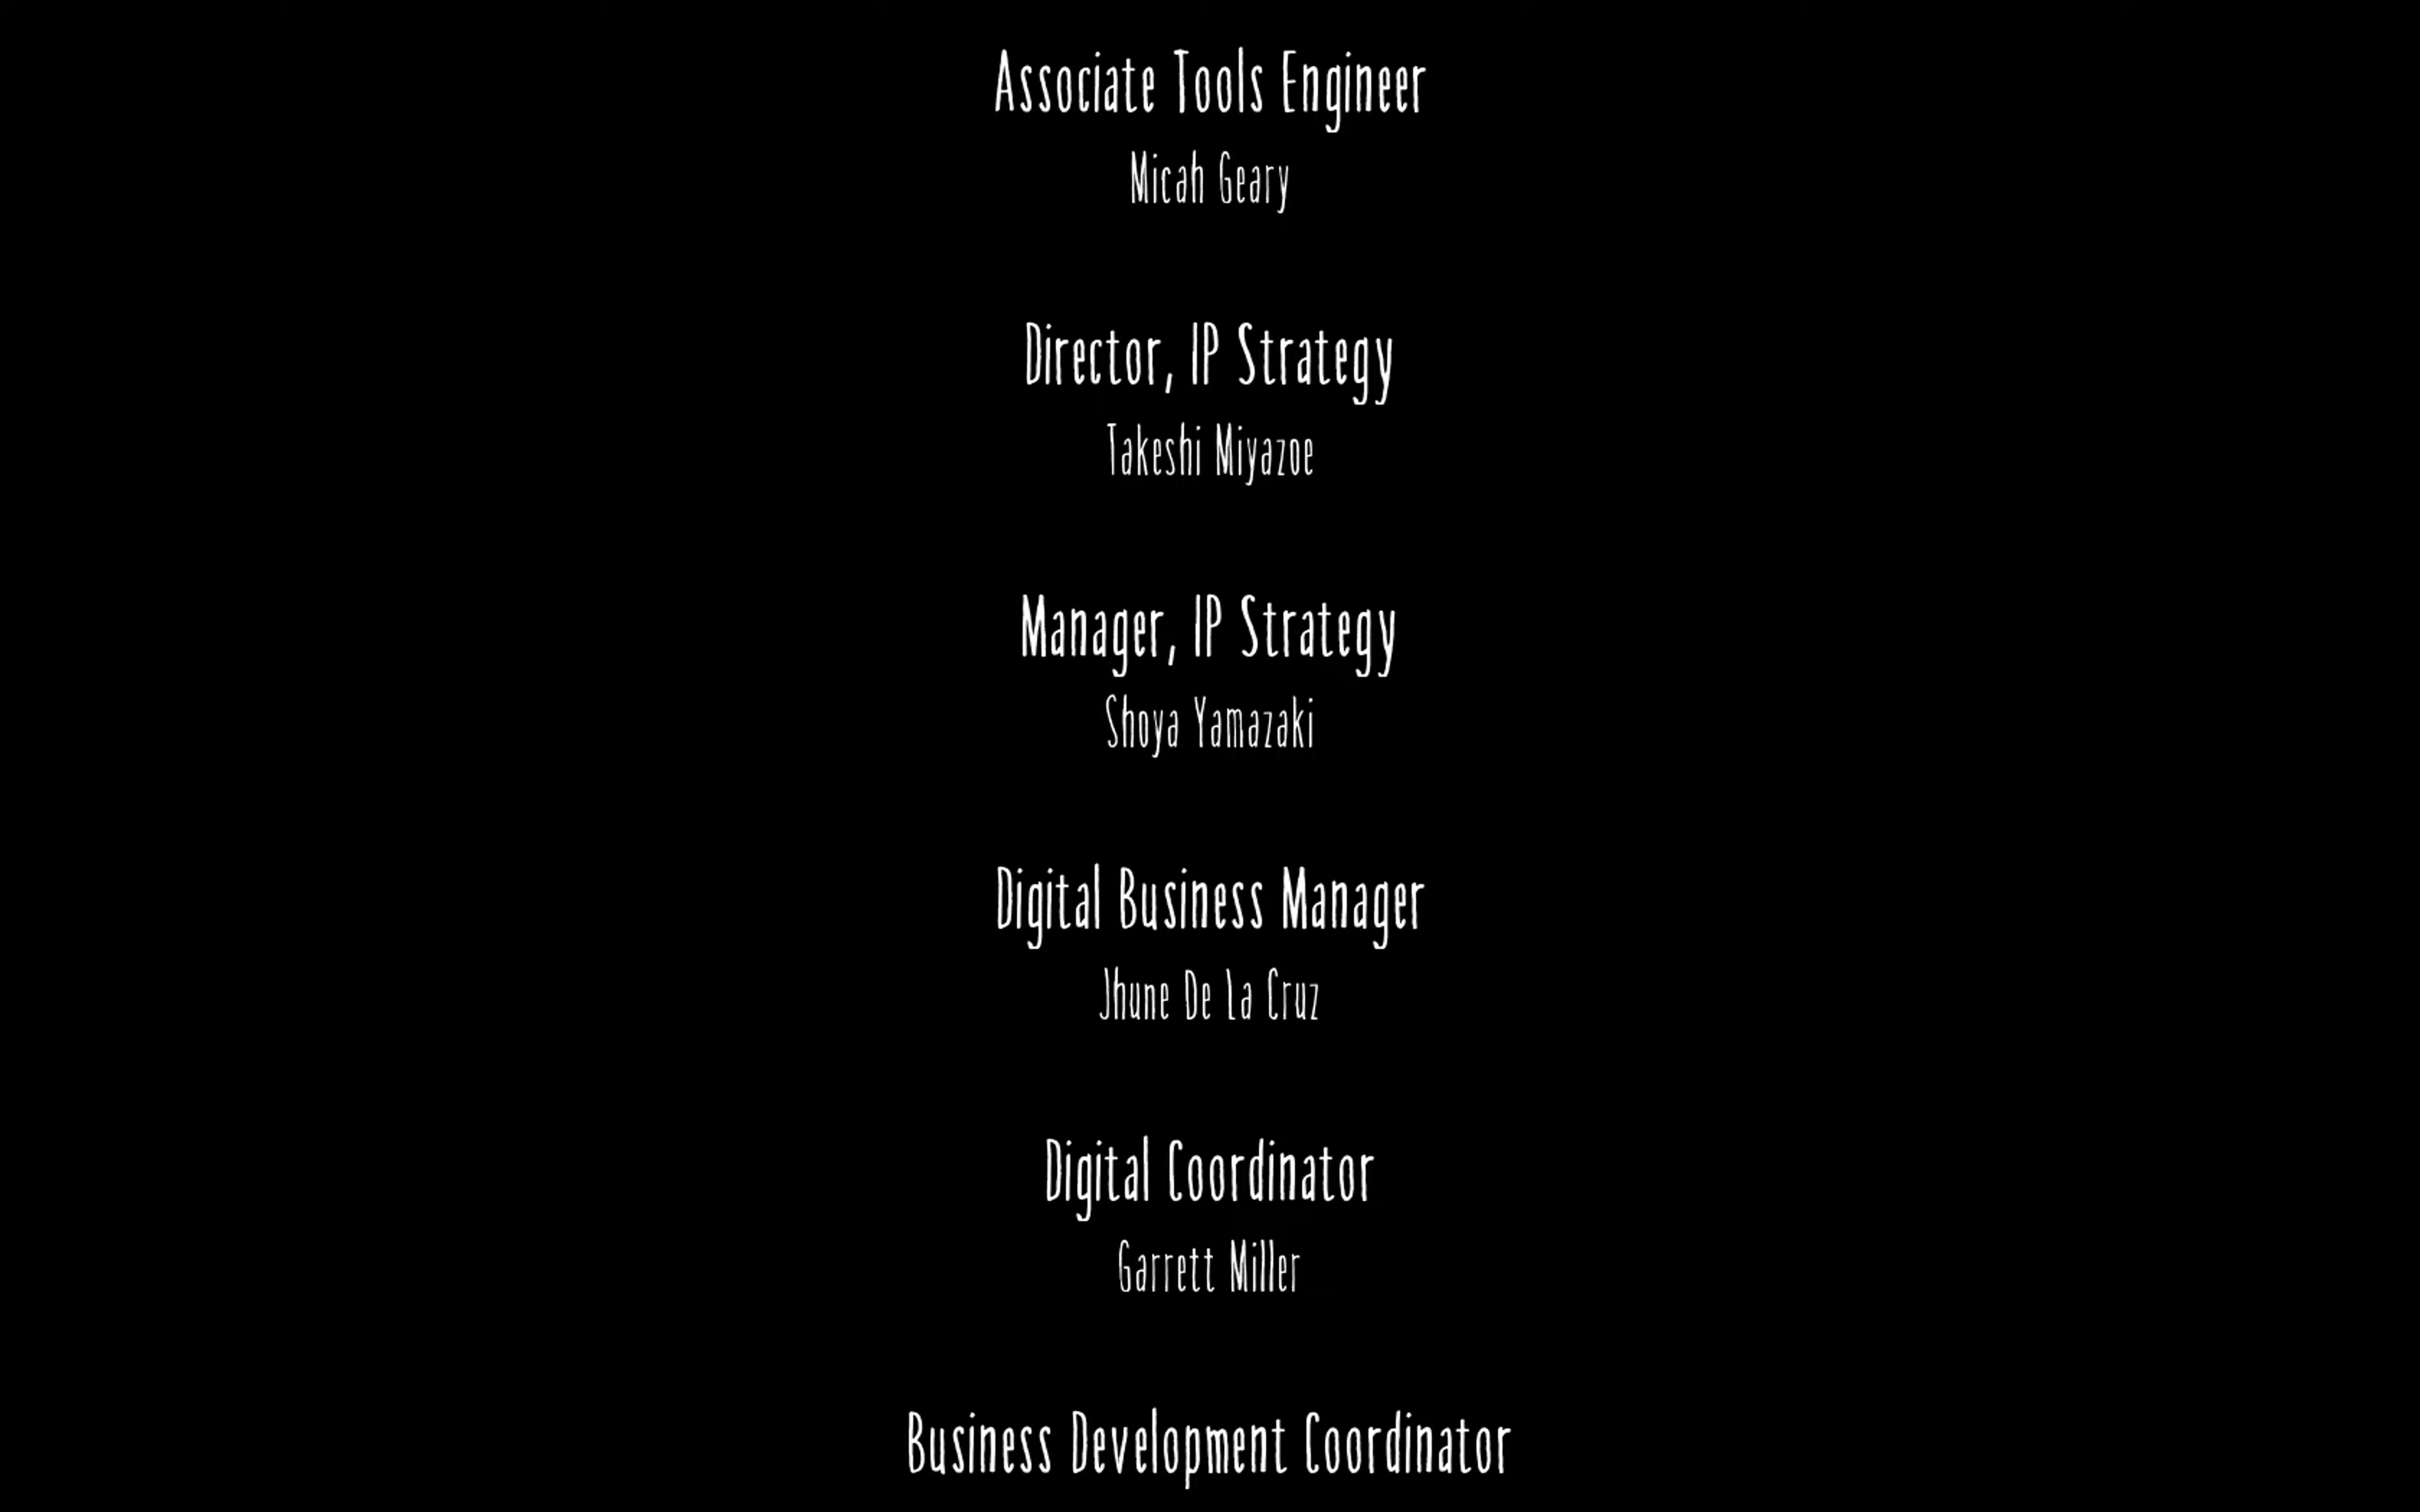 Associate Tools Engineer
Micah Geary
Director, IP Strategy
Takeshi Miyazoe
Manager, IP Strategy
Shoya Yamazaki
Digital Business Manager
Jhune De La Cruz
Digital Coordinator
Garrett Miller
Business Development Coordinator